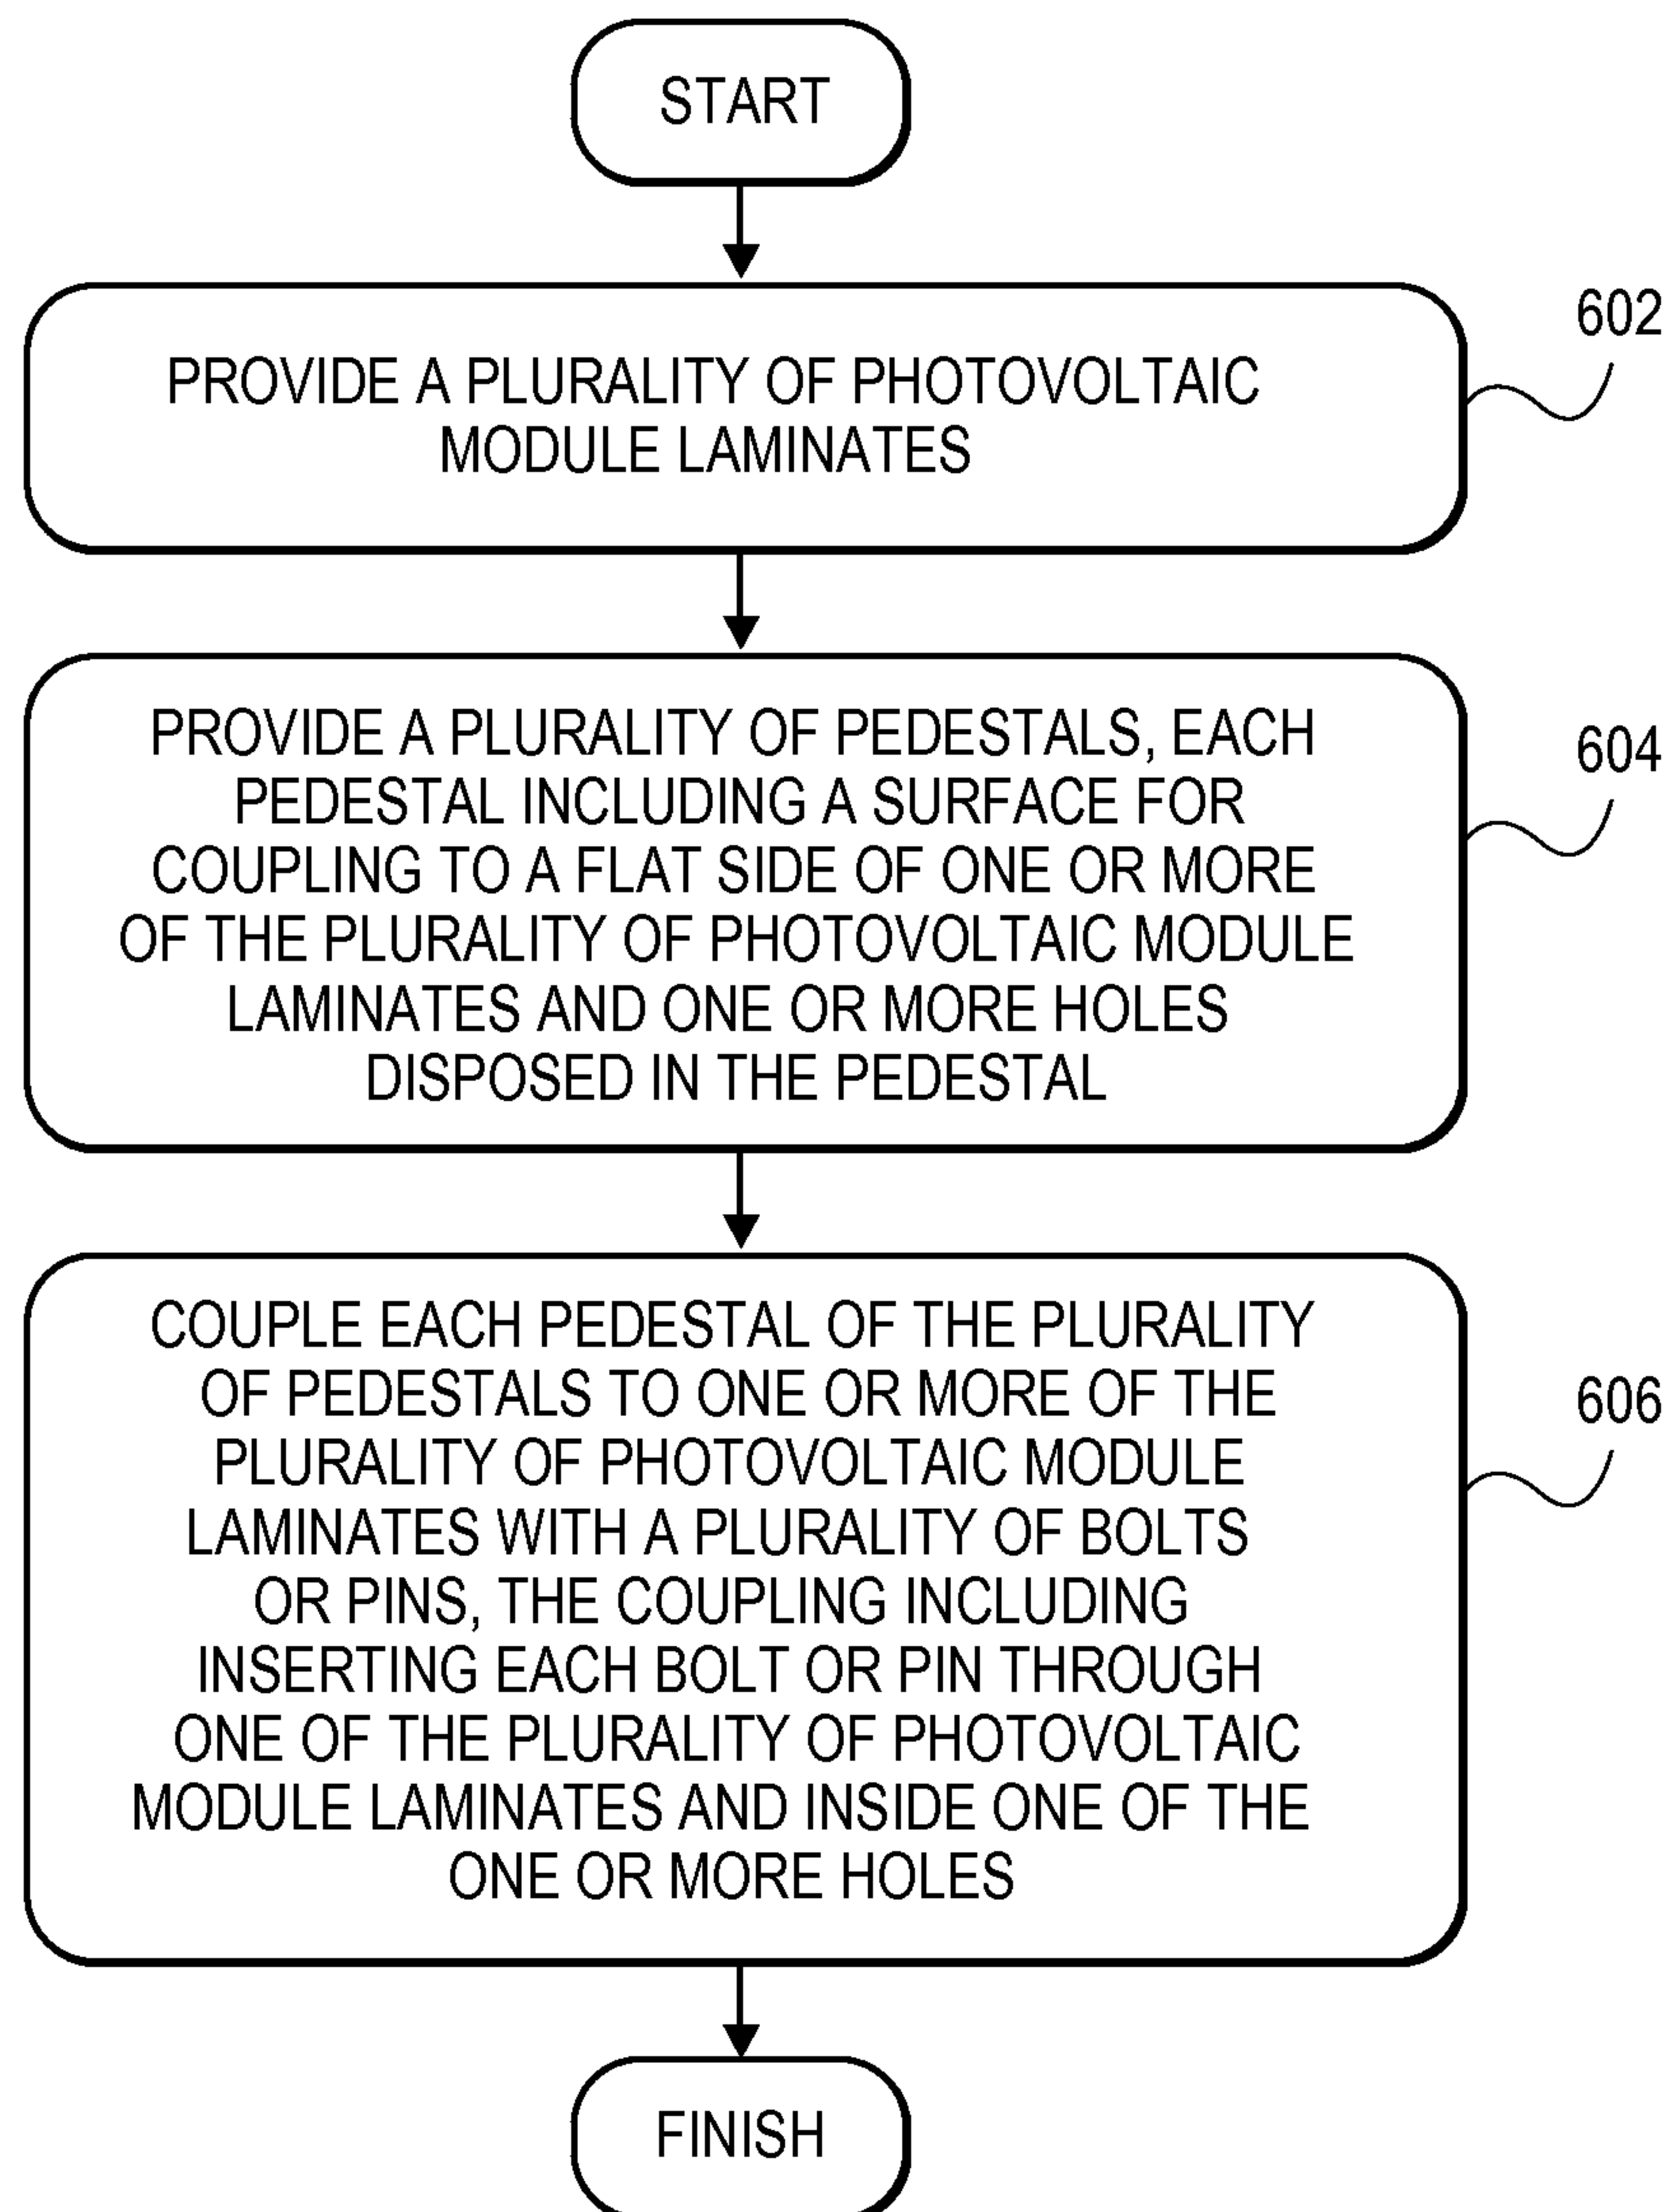 START
PROVIDE A PLURALITY OF PHOTOVOLTAIC
MODULE LAMINATES
602
PROVIDE A PLURALITY OF PEDESTALS, EACH
PEDESTAL INCLUDING A SURFACE FOR
COUPLING TO A FLAT SIDE OF ONE OR MORE
OF THE PLURALITY OF PHOTOVOLTAIC MODULE
LAMINATES AND ONE OR MORE HOLES
DISPOSED IN THE PEDESTAL
604
COUPLE EACH PEDESTAL OF THE PLURALITY
OF PEDESTALS TO ONE OR MORE OF THE
PLURALITY OF PHOTOVOLTAIC MODULE
LAMINATES WITH A PLURALITY OF BOLTS
OR PINS, THE COUPLING INCLUDING
INSERTING EACH BOLT OR PIN THROUGH
ONE OF THE PLURALITY OF PHOTOVOLTAIC
MODULE LAMINATES AND INSIDE ONE OF THE
ONE OR MORE HOLES
606
FINISH